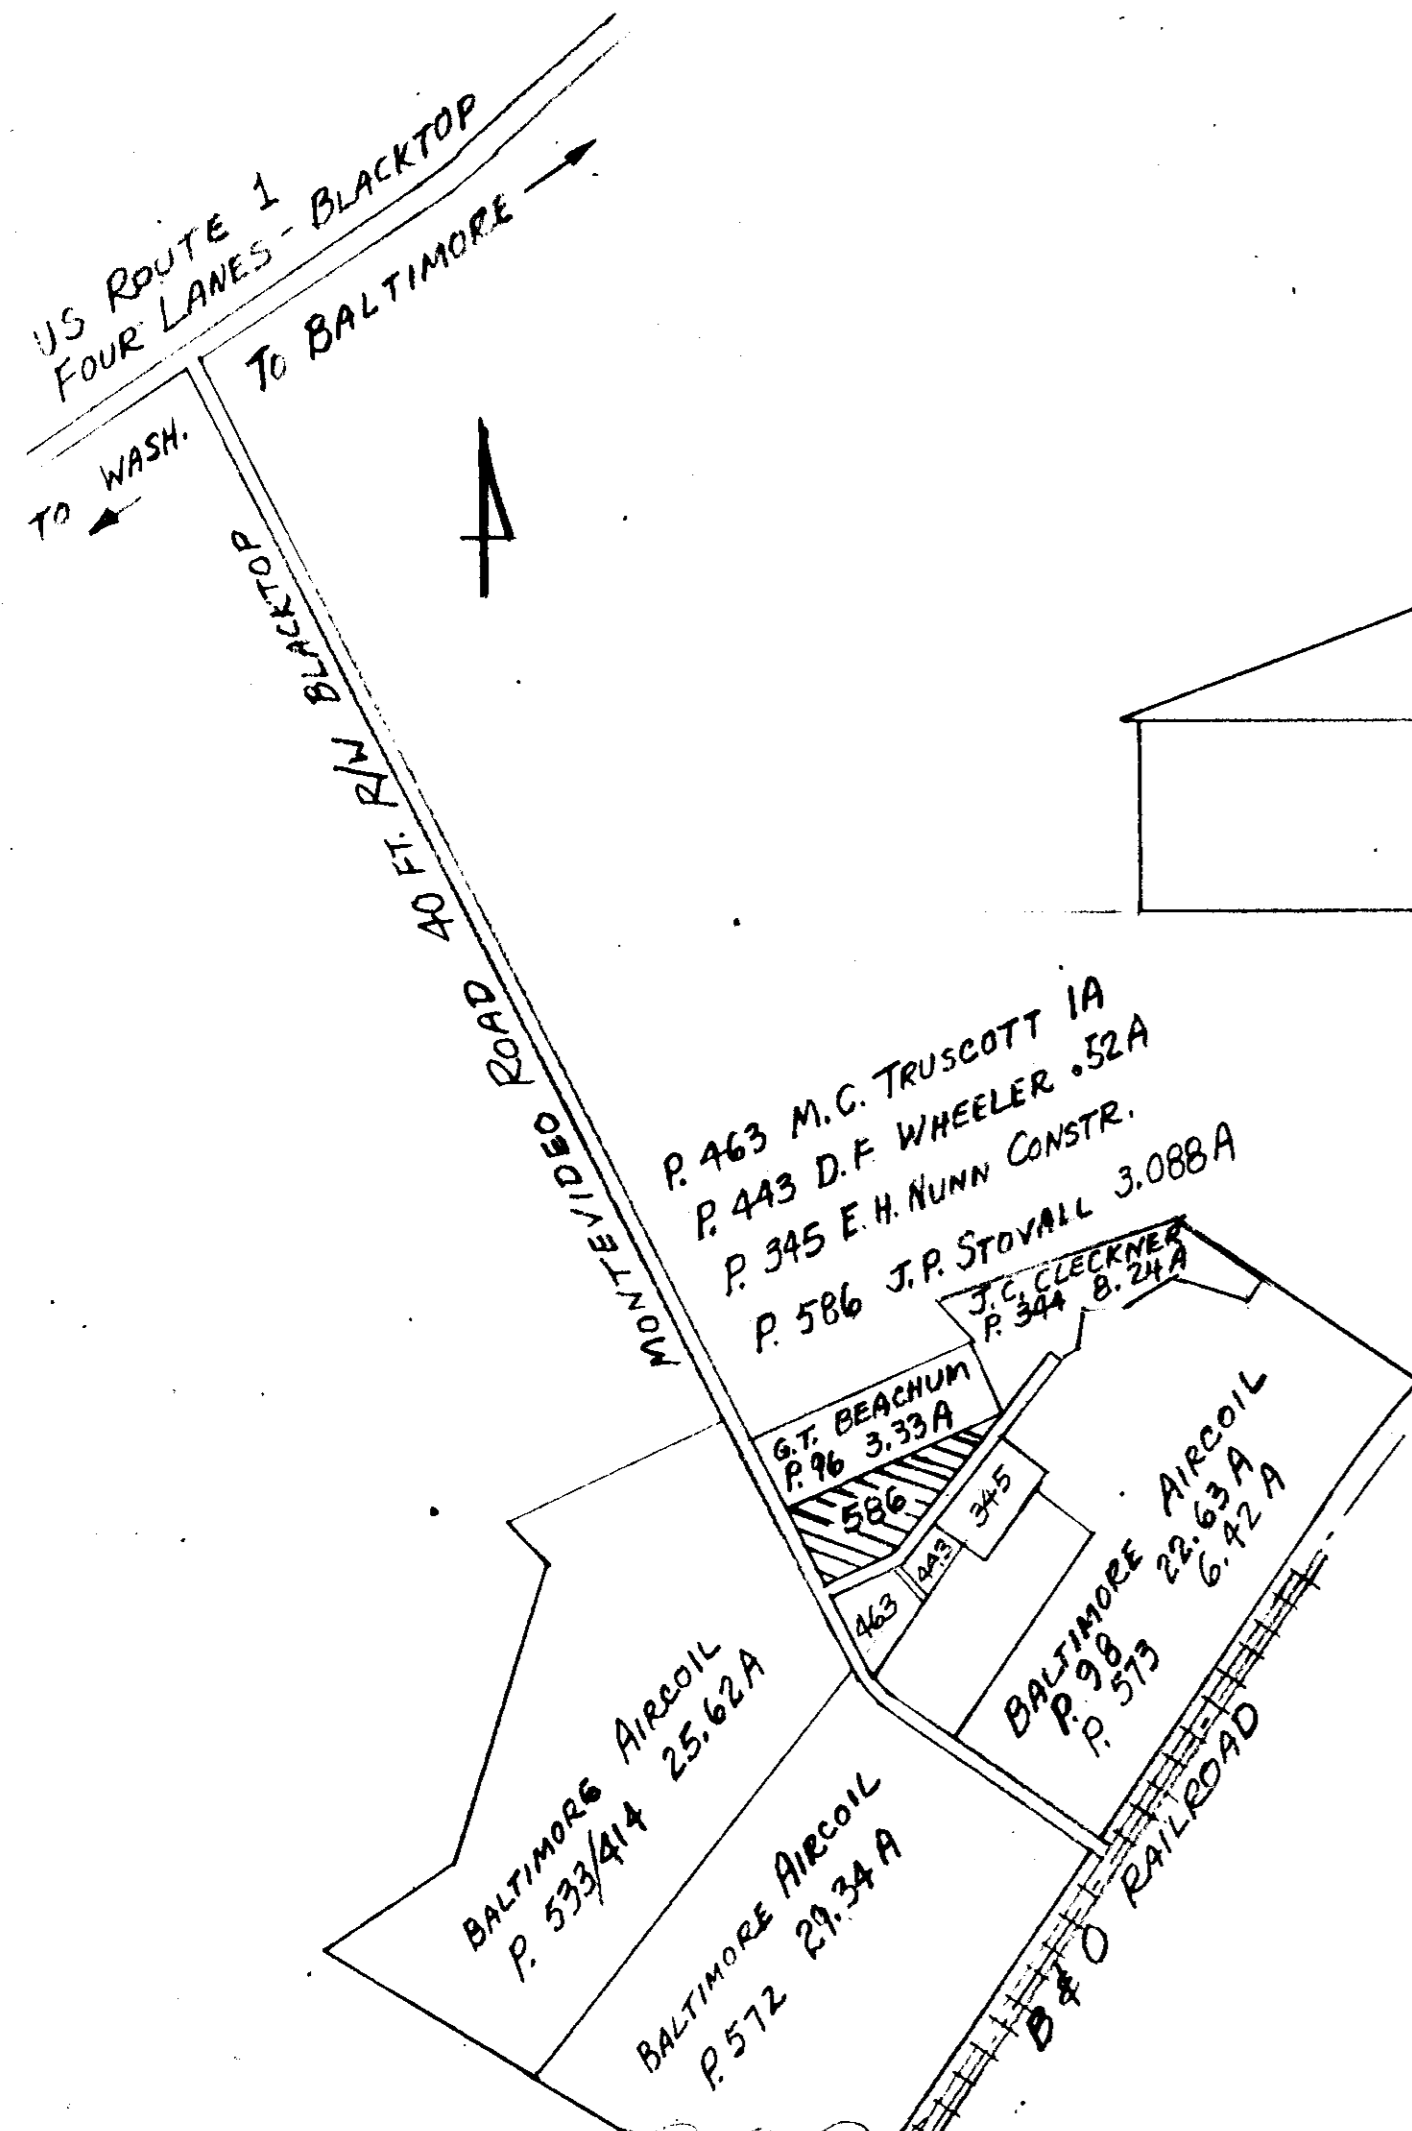 US ROUTE 1
FOUR LANES - BLACKTOP
TO BALTIMORE
TO WASH.
MONTEVIDEO ROAD 40 FT. R/W BLACKTOP
P. 463 M.C. TRUSCOTT 1A
P. 443 D.F WHEELER .52A
P. 345 E.H. NUNN CONSTR.
P. 586 J.P. STOVALL 3.088A
J.C. CLECKNER
P. 344 8.24A
G.T. BEACHUM
P. 96 3.33A
586
345
443
463
BALTIMORE AIRCOIL
P. 98 22.63A
P. 573 6.42A
BALTIMORE AIRCOIL
P. 533/414 25.62A
BALTIMORE AIRCOIL
P. 572 29.34A
B & O RAILROAD